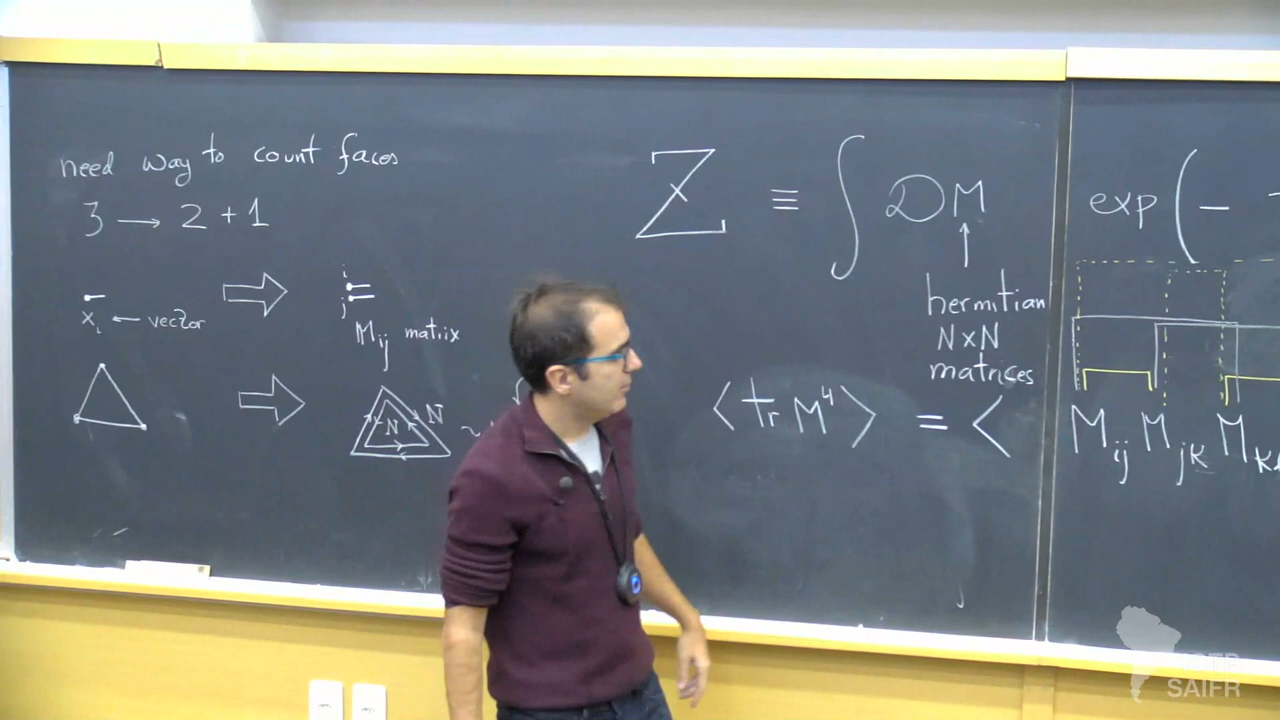 need way to count faces
3 → 2 + 1
x_i ← vector
⇒
i
j
M_ij matrix
⇒
N
N
~
Z ≡ ∫ DM exp ( −
↑
hermitian
N×N
matrices
⟨ tr M^4 ⟩ = ⟨ M_ij M_jk M_k
ICTP
SAIFR